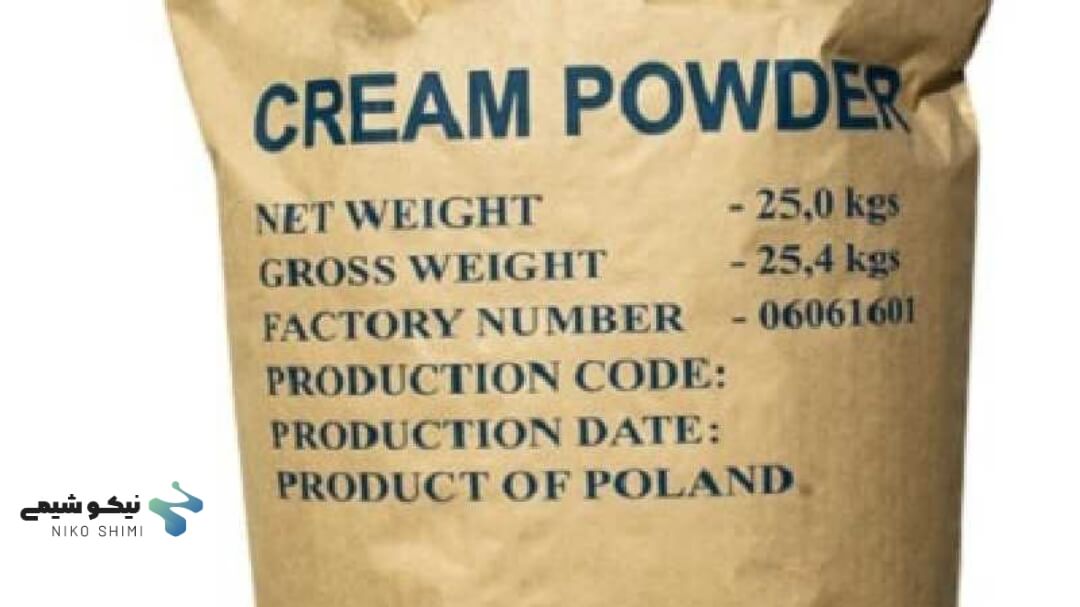 CREAM POWDER
NET WEIGHT - 25,0 kgs
GROSS WEIGHT - 25,4 kgs
FACTORY NUMBER - 06061601
PRODUCTION CODE:
PRODUCTION DATE:
PRODUCT OF POLAND
نیکو شیمی
NIKO SHIMI